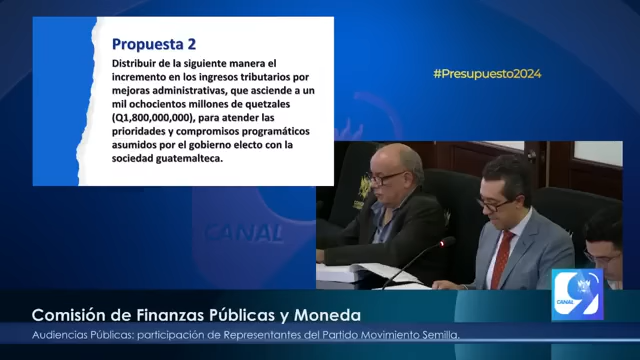 Propuesta 2
Distribuir de la siguiente manera el
incremento en los ingresos tributarios por
mejoras administrativas, que asciende a un
mil ochocientos millones de quetzales
(Q1,800,000,000), para atender las
prioridades y compromisos programáticos
asumidos por el gobierno electo con la
sociedad guatemalteca.
#Presupuesto2024
CANAL
Comisión de Finanzas Públicas y Moneda
Audiencias Públicas: participación de Representantes del Partido Movimiento Semilla.
CANAL
9